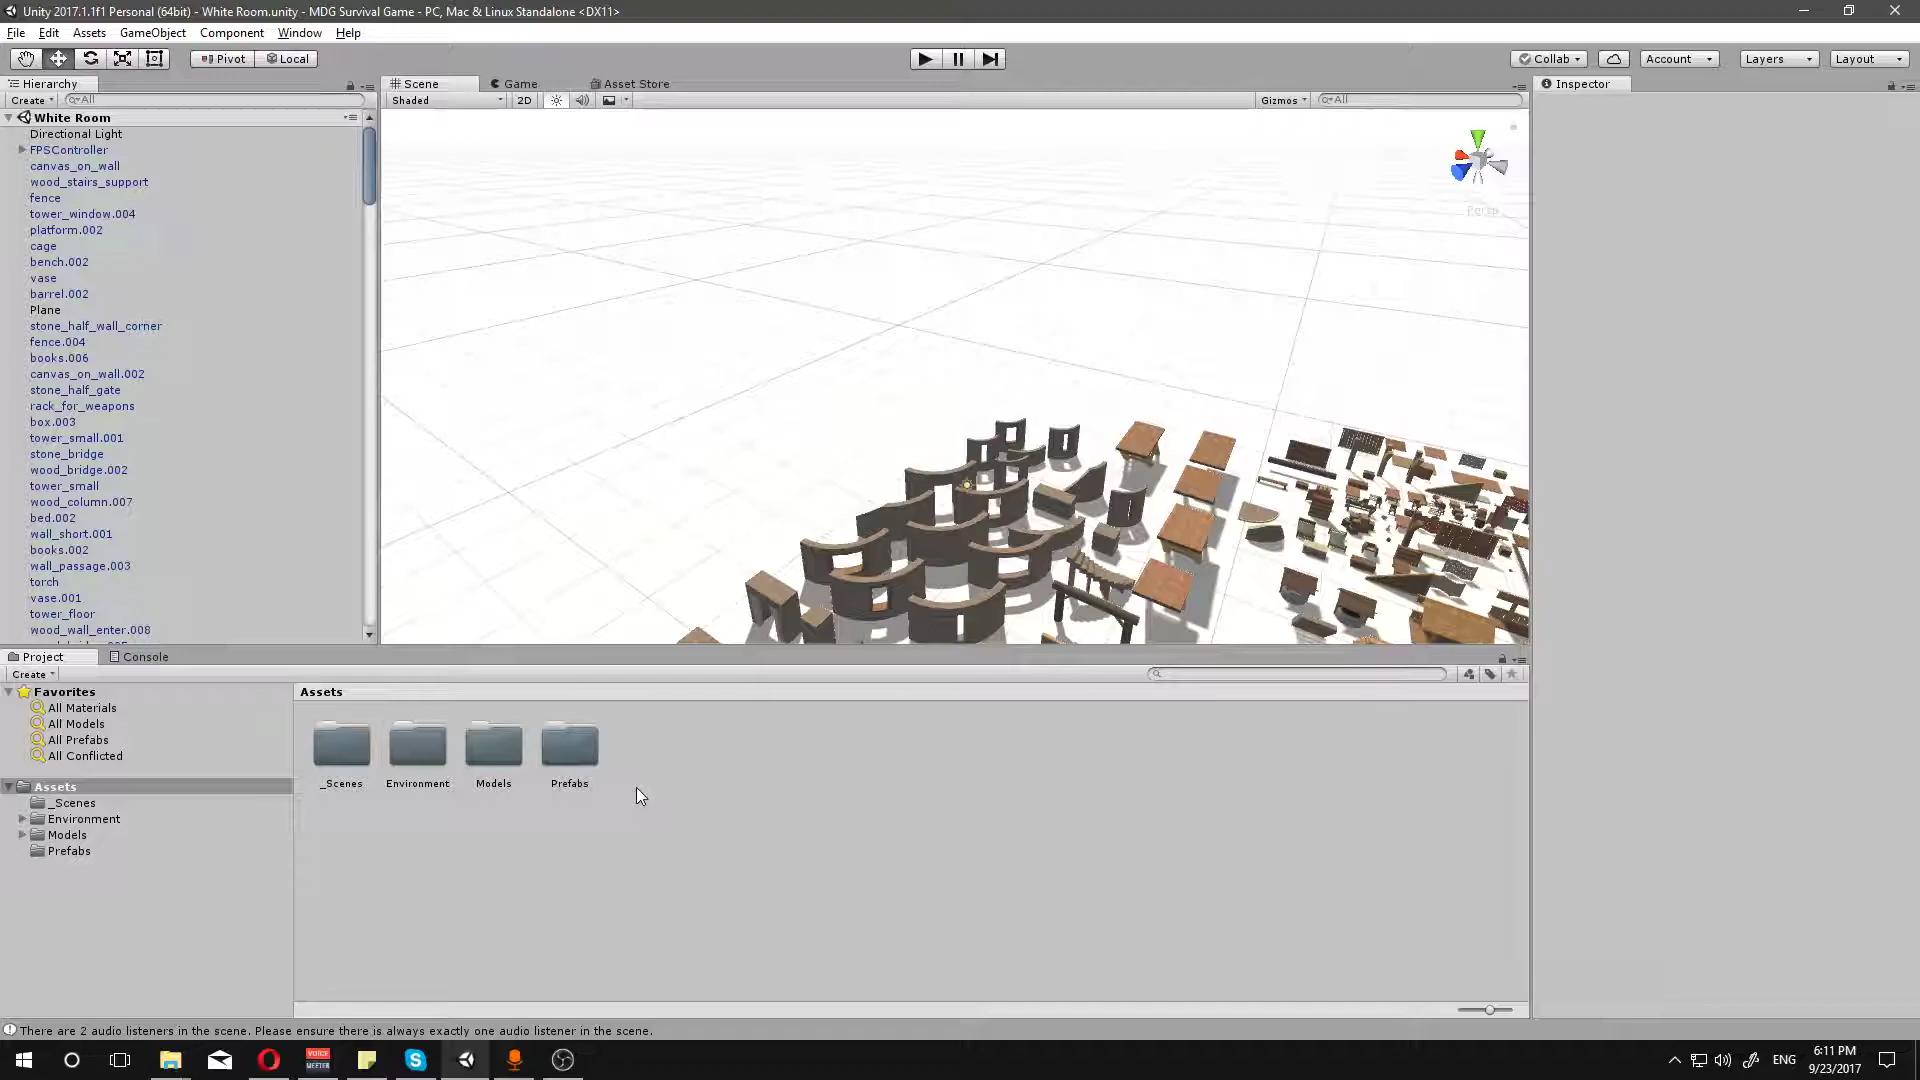 Unity 2017.1.1f1 Personal (64bit) - White Room.unity - MDG Survival Game - PC, Mac & Linux Standalone <DX11>
File Edit Assets GameObject Component Window Help
Pivot Local Collab Account Layers Layout
Hierarchy
Create All
White Room
Directional Light
FPSController
canvas_on_wall
wood_stairs_support
fence
tower_window.004
platform.002
cage
bench.002
vase
barrel.002
Plane
stone_half_wall_corner
fence.004
books.006
canvas_on_wall.002
stone_half_gate
rack_for_weapons
box.003
tower_small.001
stone_bridge
wood_bridge.002
tower_small
wood_column.007
bed.002
wall_short.001
books.002
wall_passage.003
torch
vase.001
tower_floor
wood_wall_enter.008
Scene Game Asset Store
Shaded 2D Gizmos All
Persp
Inspector
Project Console
Create
Favorites
All Materials
All Models
All Prefabs
All Conflicted
Assets
_Scenes
Environment
Models
Prefabs
Assets
_Scenes Environment Models Prefabs
There are 2 audio listeners in the scene. Please ensure there is always exactly one audio listener in the scene.
VOICE
MEETER
ENG
6:11 PM
9/23/2017